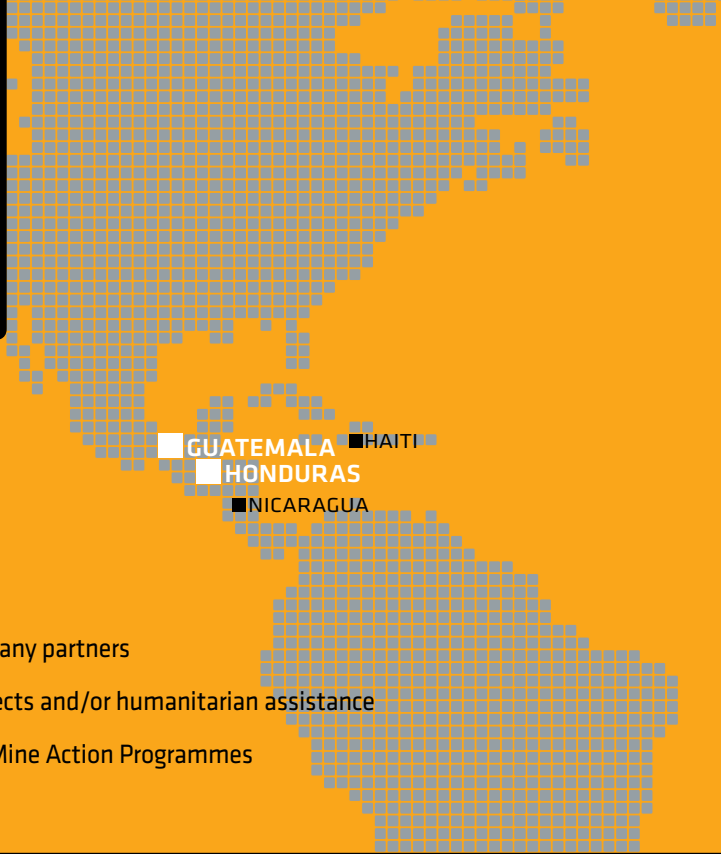 GUATEMALA
HAITI
HONDURAS
NICARAGUA
any partners
ects and/or humanitarian assistance
Mine Action Programmes